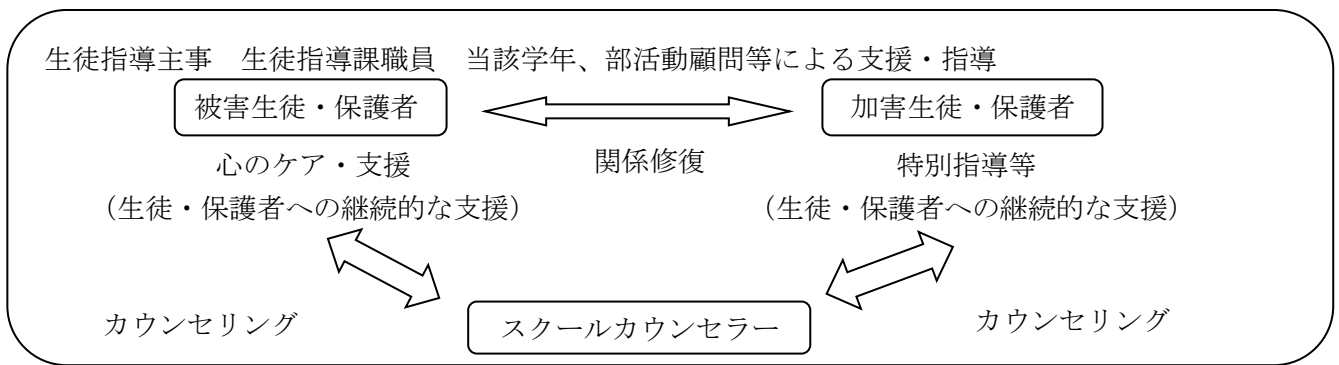 生徒指導主事　生徒指導課職員　当該学年、部活動顧問等による支援・指導
被害生徒・保護者
加害生徒・保護者
心のケア・支援
関係修復
特別指導等
（生徒・保護者への継続的な支援）
（生徒・保護者への継続的な支援）
カウンセリング
スクールカウンセラー
カウンセリング